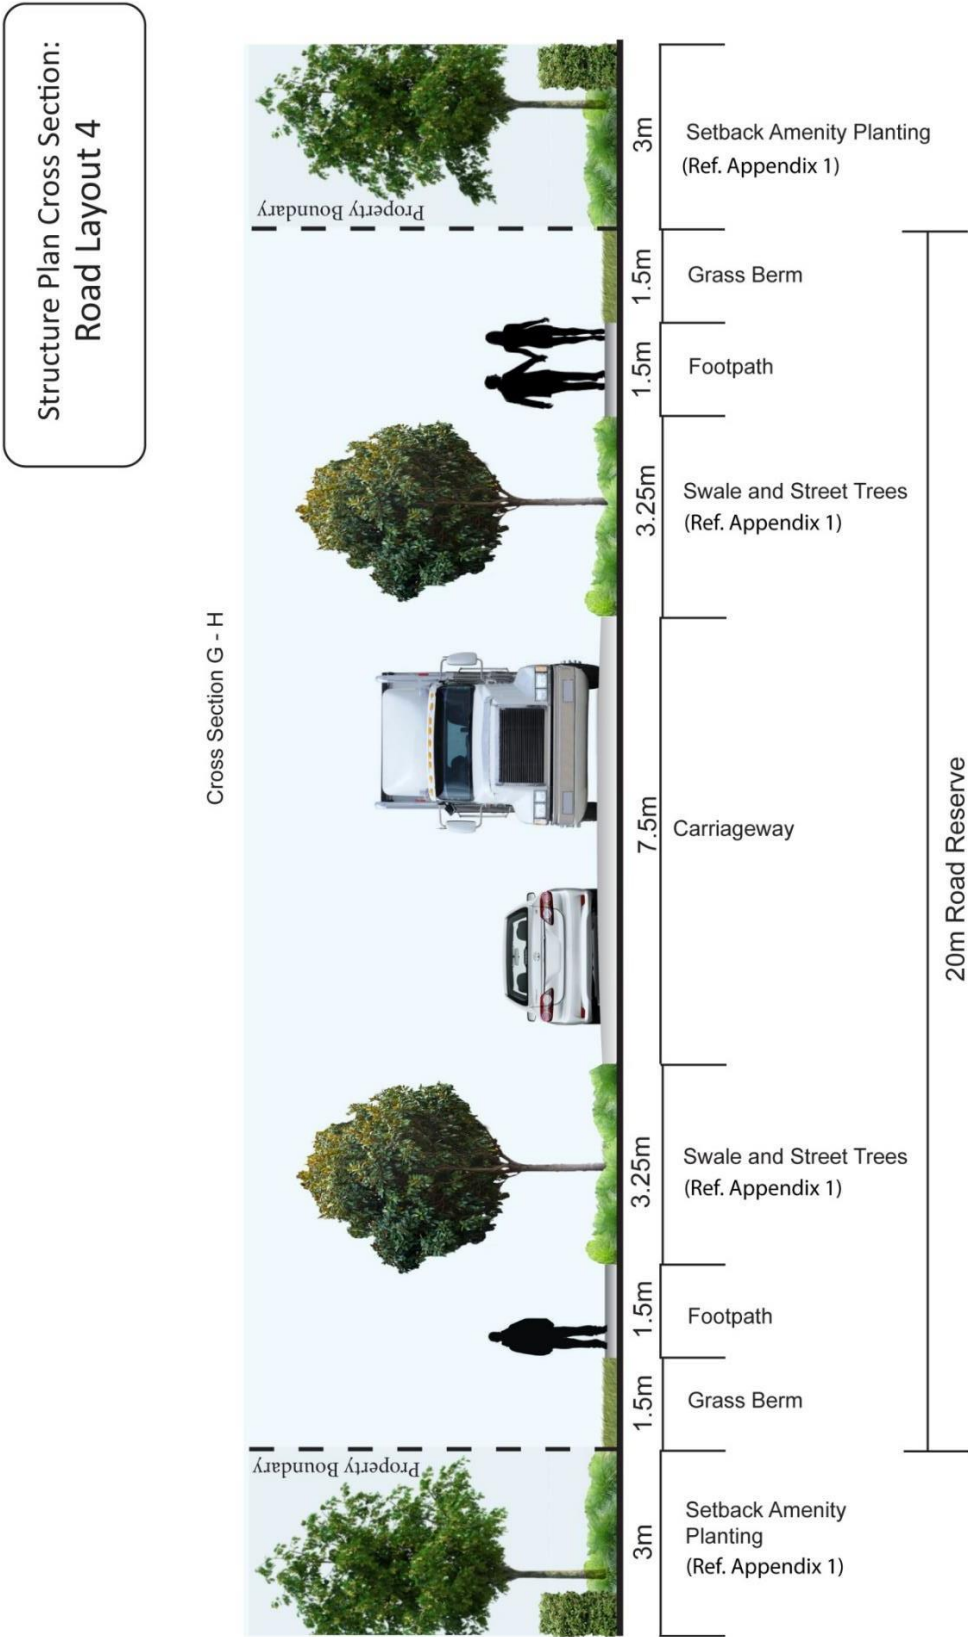 Structure Plan Cross Section:
Road Layout 4
Cross Section G - H
Property Boundary
3m
Setback Amenity Planting
(Ref. Appendix 1)
1.5m
Grass Berm
1.5m
Footpath
3.25m
Swale and Street Trees
(Ref. Appendix 1)
7.5m
Carriageway
20m Road Reserve
3.25m
Swale and Street Trees
(Ref. Appendix 1)
1.5m
Footpath
1.5m
Grass Berm
Property Boundary
3m
Setback Amenity
Planting
(Ref. Appendix 1)